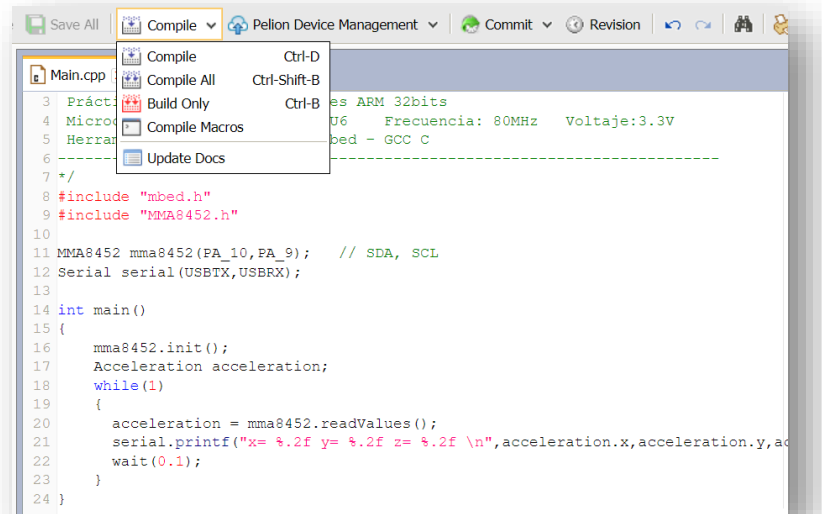 Save All Compile Pelion Device Management Commit Revision
Compile Ctrl-D
Compile All Ctrl-Shift-B
Build Only Ctrl-B
Compile Macros
Update Docs
Main.cpp
3 es ARM 32bits
4 U6 Frecuencia: 80MHz Voltaje:3.3V
5 bed - GCC C
6 --------------------------------------------------------------------------------
7 */
8 #include "mbed.h"
9 #include "MMA8452.h"
10
11 MMA8452 mma8452(PA_10,PA_9); // SDA, SCL
12 Serial serial(USBTX,USBRX);
13
14 int main()
15 {
16 mma8452.init();
17 Acceleration acceleration;
18 while(1)
19 {
20 acceleration = mma8452.readValues();
21 serial.printf("x= %.2f y= %.2f z= %.2f \n",acceleration.x,acceleration.y,ac
22 wait(0.1);
23 }
24 }